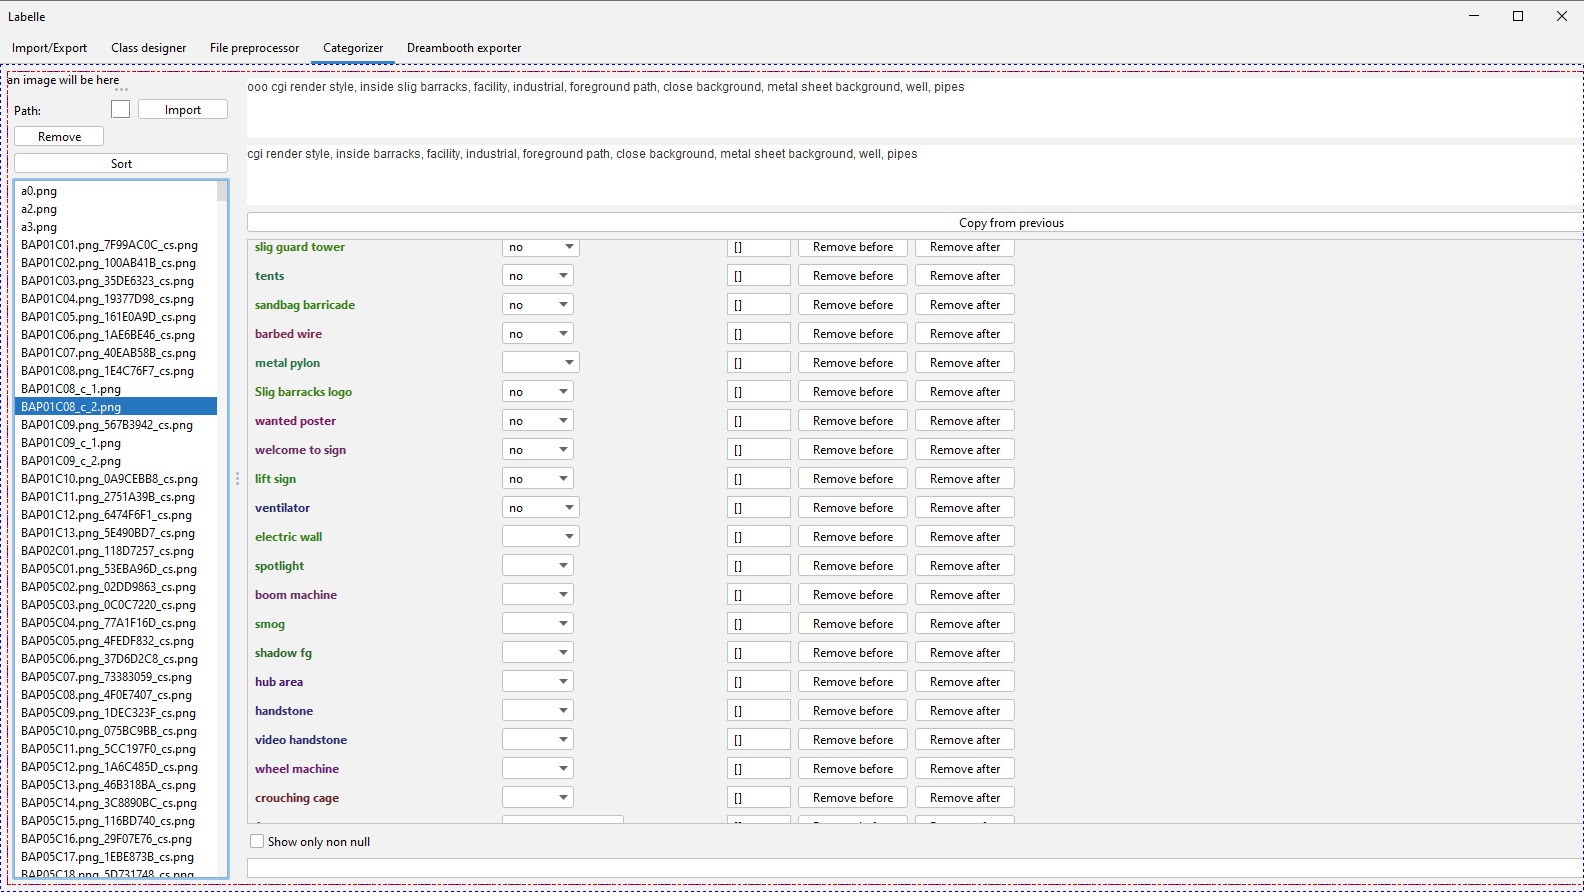 Labelle
Import/Export Class designer File preprocessor Categorizer Dreambooth exporter
an image will be here
Path: Import
Remove
Sort
a0.png
a2.png
a3.png
BAP01C01.png_7F99AC0C_cs.png
BAP01C02.png_100AB41B_cs.png
BAP01C03.png_35DE6323_cs.png
BAP01C04.png_19377D98_cs.png
BAP01C05.png_161E0A9D_cs.png
BAP01C06.png_1AE6BE46_cs.png
BAP01C07.png_40EAB58B_cs.png
BAP01C08.png_1E4C76F7_cs.png
BAP01C08_c_1.png
BAP01C08_c_2.png
BAP01C09.png_567B3942_cs.png
BAP01C09_c_1.png
BAP01C09_c_2.png
BAP01C10.png_0A9CEBB8_cs.png
BAP01C11.png_2751A39B_cs.png
BAP01C12.png_6474F6F1_cs.png
BAP01C13.png_5E490BD7_cs.png
BAP02C01.png_118D7257_cs.png
BAP05C01.png_53EBA96D_cs.png
BAP05C02.png_02DD9863_cs.png
BAP05C03.png_0C0C7220_cs.png
BAP05C04.png_77A1F16D_cs.png
BAP05C05.png_4FEDF832_cs.png
BAP05C06.png_37D6D2C8_cs.png
BAP05C07.png_73383059_cs.png
BAP05C08.png_4F0E7407_cs.png
BAP05C09.png_1DEC323F_cs.png
BAP05C10.png_075BC9BB_cs.png
BAP05C11.png_5CC197F0_cs.png
BAP05C12.png_1A6C485D_cs.png
BAP05C13.png_46B318BA_cs.png
BAP05C14.png_3C8890BC_cs.png
BAP05C15.png_116BD740_cs.png
BAP05C16.png_29F07E76_cs.png
BAP05C17.png_1EBE873B_cs.png
BAP05C18.png_5D731748_cs.png
ooo cgi render style, inside slig barracks, facility, industrial, foreground path, close background, metal sheet background, well, pipes
cgi render style, inside barracks, facility, industrial, foreground path, close background, metal sheet background, well, pipes
Copy from previous
slig guard tower no [] Remove before Remove after
tents no [] Remove before Remove after
sandbag barricade no [] Remove before Remove after
barbed wire no [] Remove before Remove after
metal pylon [] Remove before Remove after
Slig barracks logo no [] Remove before Remove after
wanted poster no [] Remove before Remove after
welcome to sign no [] Remove before Remove after
lift sign no [] Remove before Remove after
ventilator no [] Remove before Remove after
electric wall [] Remove before Remove after
spotlight [] Remove before Remove after
boom machine [] Remove before Remove after
smog [] Remove before Remove after
shadow fg [] Remove before Remove after
hub area [] Remove before Remove after
handstone [] Remove before Remove after
video handstone [] Remove before Remove after
wheel machine [] Remove before Remove after
crouching cage [] Remove before Remove after
Show only non null